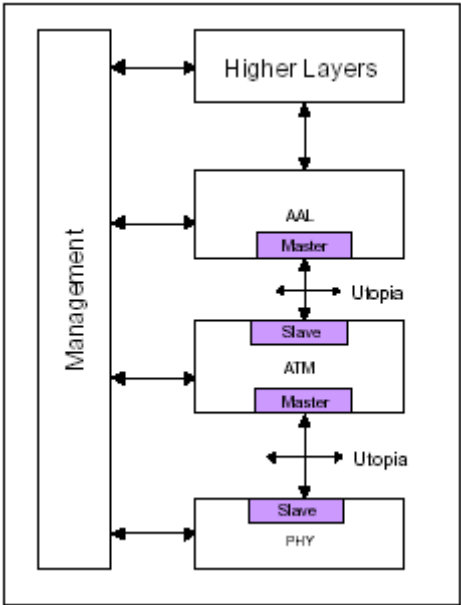 Higher Layers
Management
AAL
Master
Utopia
Slave
ATM
Master
Utopia
Slave
PHY